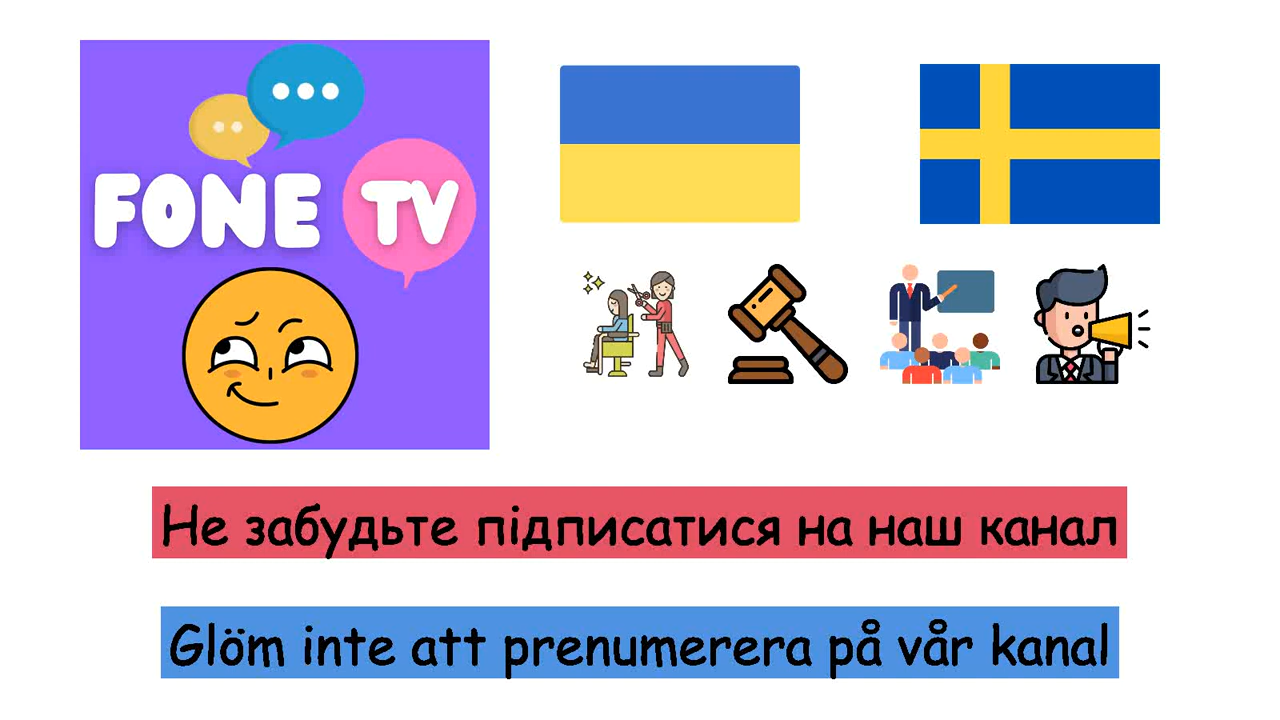 FONE TV
Не забудьте підписатися на наш канал
Glöm inte att prenumerera på vår kanal